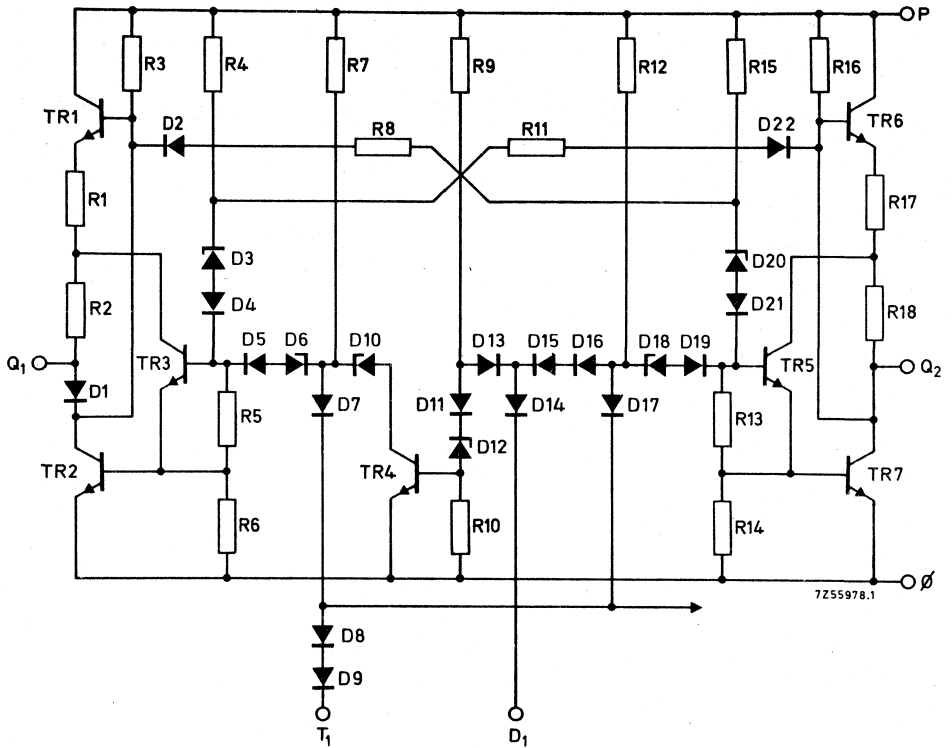 P
R3 R4 R7 R9 R12 R15 R16
TR1 TR6
D2 R8 R11 D22
R1 R17
D3 D20
R2 D4 D21 R18
D5 D6 D10 D13 D15 D16 D18 D19
Q1 TR3 TR5 Q2
D1 D7 D11 D14 D17
R5 R13
D12
TR2 TR4 TR7
R6 R10 R14
Ø
7Z55978.1
D8
D9
T1 D1